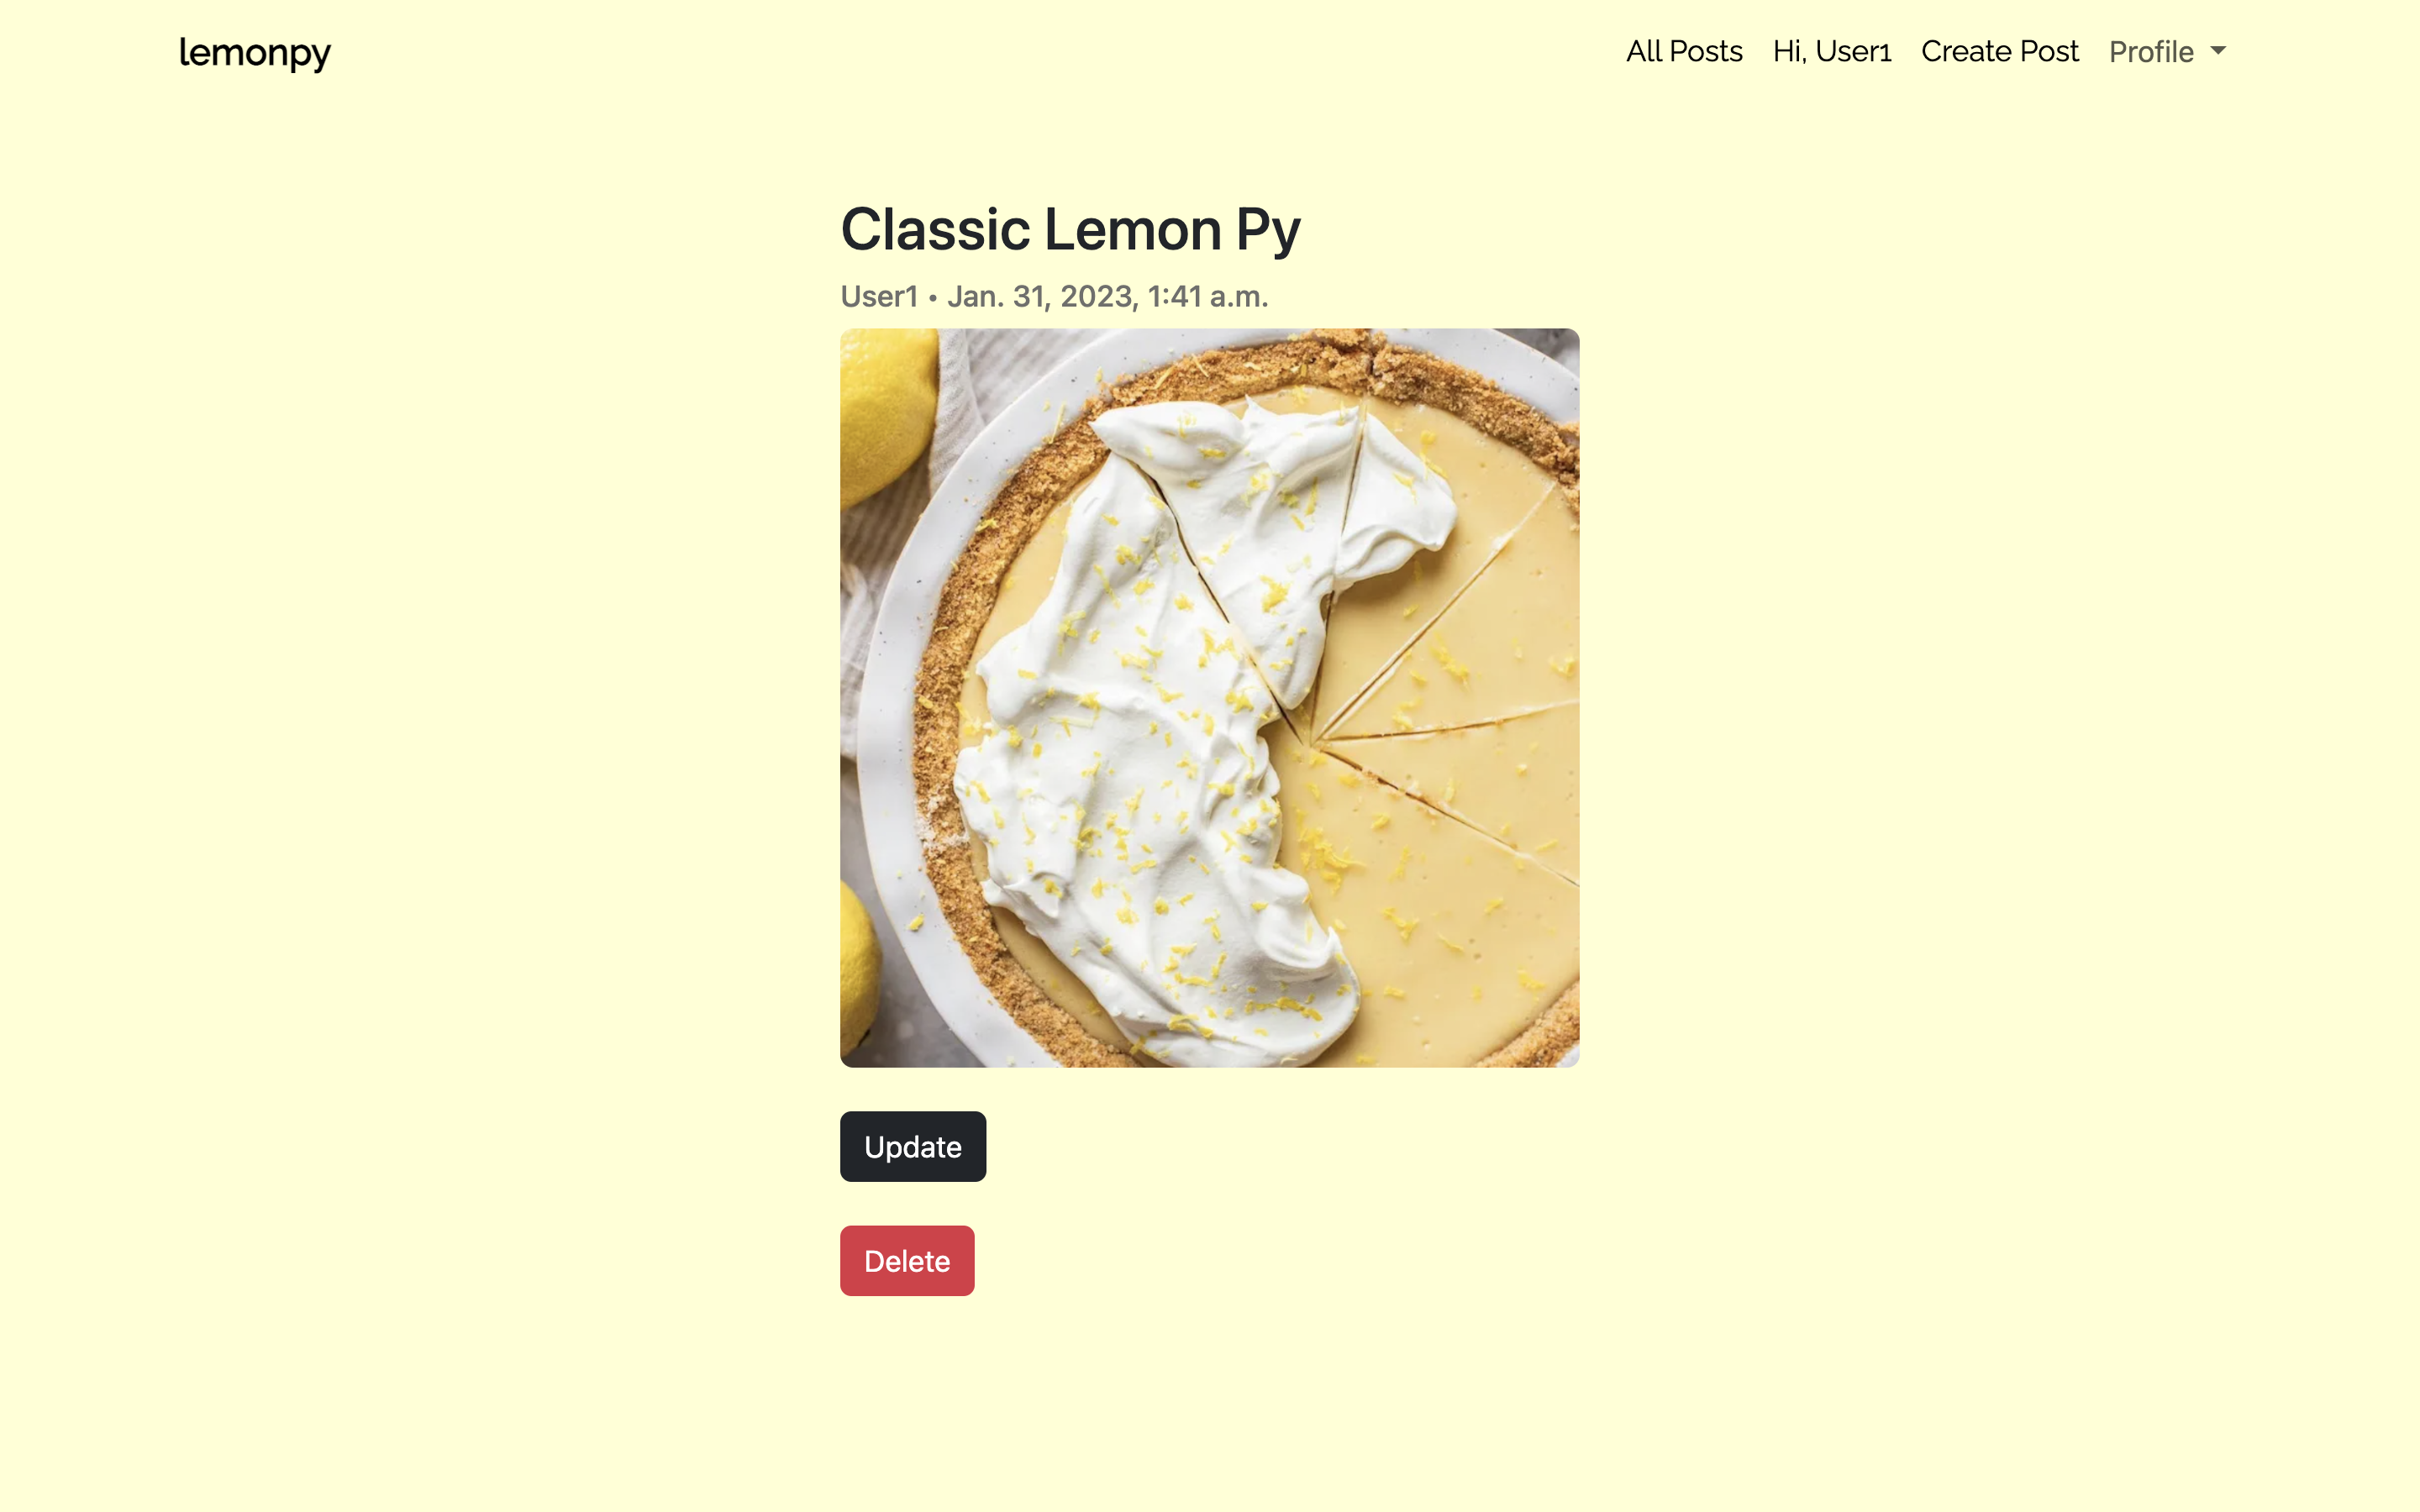 lemonpy
All Posts Hi, User1 Create Post Profile
Classic Lemon Py
User1 • Jan. 31, 2023, 1:41 a.m.
Update
Delete